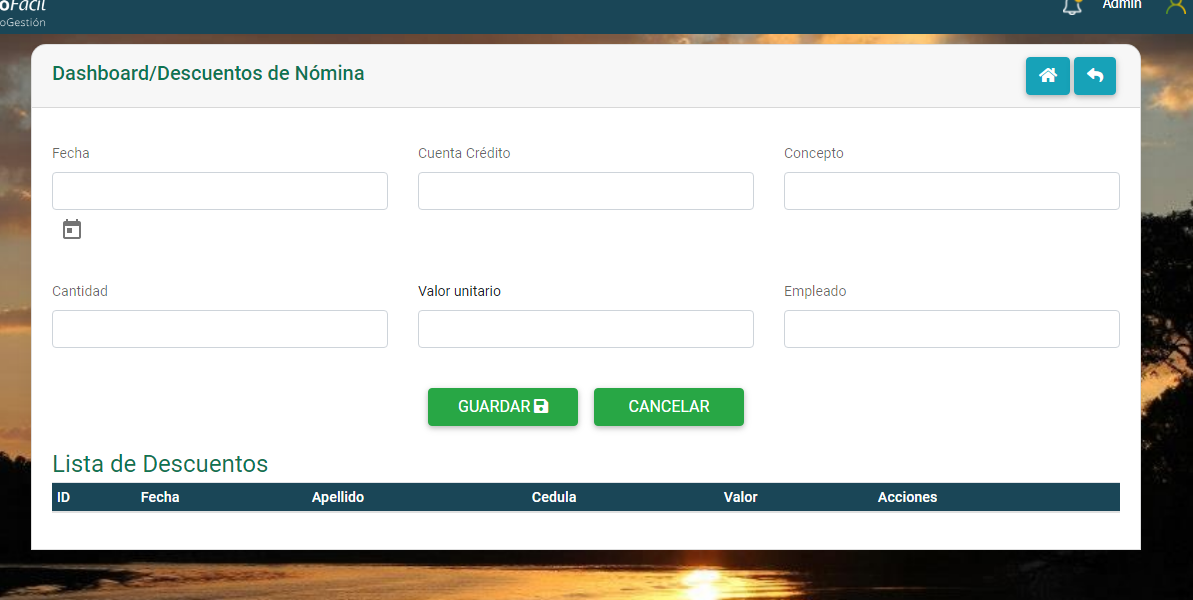 oFácil
oGestión
Admin
Dashboard/Descuentos de Nómina
Fecha
Cuenta Crédito
Concepto
Cantidad
Valor unitario
Empleado
GUARDAR
CANCELAR
Lista de Descuentos
ID Fecha Apellido Cedula Valor Acciones